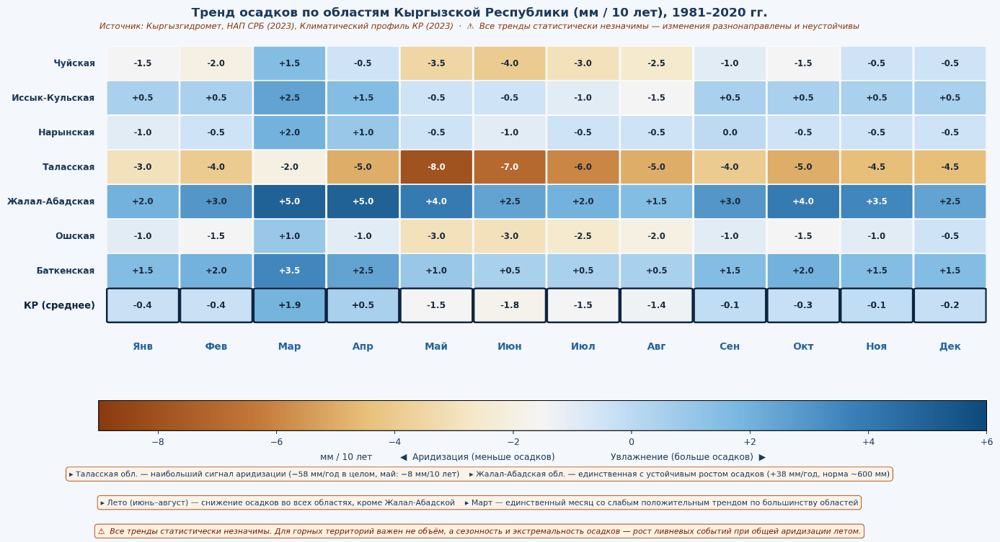 Тренд осадков по областям Кыргызской Республики (мм / 10 лет), 1981–2020 гг.
Источник: Кыргызгидромет, НАП СРБ (2023), Климатический профиль КР (2023) · ⚠ Все тренды статистически незначимы — изменения разнонаправлены и неустойчивы
Чуйская -1.5 -2.0 +1.5 -0.5 -3.5 -4.0 -3.0 -2.5 -1.0 -1.5 -0.5 -0.5
Иссык-Кульская +0.5 +0.5 +2.5 +1.5 -0.5 -0.5 -1.0 -1.5 +0.5 +0.5 +0.5 +0.5
Нарынская -1.0 -0.5 +2.0 +1.0 -0.5 -1.0 -0.5 -0.5 0.0 -0.5 -0.5 -0.5
Таласская -3.0 -4.0 -2.0 -5.0 -8.0 -7.0 -6.0 -5.0 -4.0 -5.0 -4.5 -4.5
Жалал-Абадская +2.0 +3.0 +5.0 +5.0 +4.0 +2.5 +2.0 +1.5 +3.0 +4.0 +3.5 +2.5
Ошская -1.0 -1.5 +1.0 -1.0 -3.0 -3.0 -2.5 -2.0 -1.0 -1.5 -1.0 -0.5
Баткенская +1.5 +2.0 +3.5 +2.5 +1.0 +0.5 +0.5 +0.5 +1.5 +2.0 +1.5 +1.5
КР (среднее) -0.4 -0.4 +1.9 +0.5 -1.5 -1.8 -1.5 -1.4 -0.1 -0.3 -0.1 -0.2
Янв Фев Мар Апр Май Июн Июл Авг Сен Окт Ноя Дек
−8 −6 −4 −2 0 +2 +4 +6
мм / 10 лет ◀ Аридизация (меньше осадков) Увлажнение (больше осадков) ▶
▸ Таласская обл. — наибольший сигнал аридизации (−58 мм/год в целом, май: −8 мм/10 лет) ▸ Жалал-Абадская обл. — единственная с устойчивым ростом осадков (+38 мм/год, норма ~600 мм)
▸ Лето (июнь–август) — снижение осадков во всех областях, кроме Жалал-Абадской ▸ Март — единственный месяц со слабым положительным трендом по большинству областей
⚠ Все тренды статистически незначимы. Для горных территорий важен не объём, а сезонность и экстремальность осадков — рост ливневых событий при общей аридизации летом.